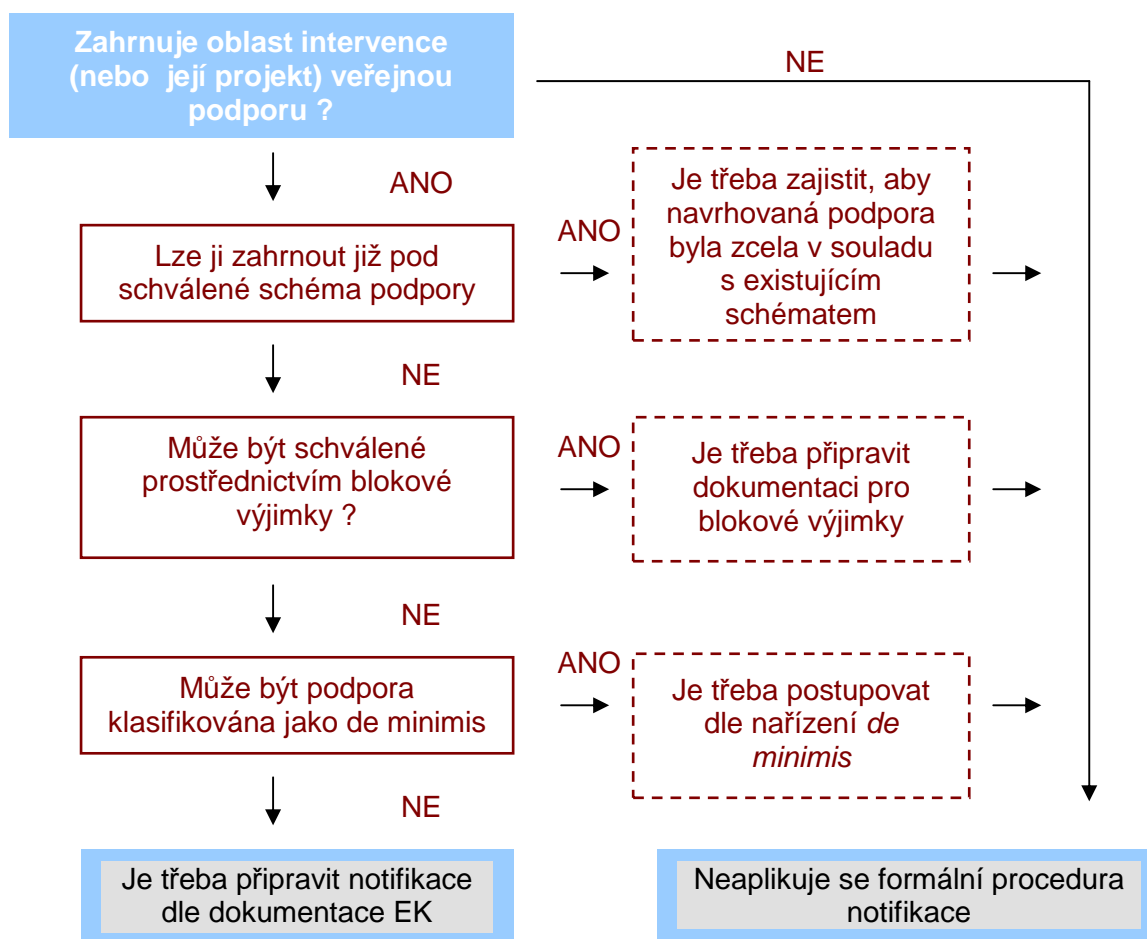 Zahrnuje oblast intervence
(nebo její projekt) veřejnou
podporu ?
NE
ANO
Lze ji zahrnout již pod
schválené schéma podpory
ANO
Je třeba zajistit, aby
navrhovaná podpora
byla zcela v souladu
s existujícím
schématem
NE
Může být schválené
prostřednictvím blokové
výjimky ?
ANO
Je třeba připravit
dokumentaci pro
blokové výjimky
NE
Může být podpora
klasifikována jako de minimis
ANO
Je třeba postupovat
dle nařízení de
minimis
NE
Je třeba připravit notifikace
dle dokumentace EK
Neaplikuje se formální procedura
notifikace